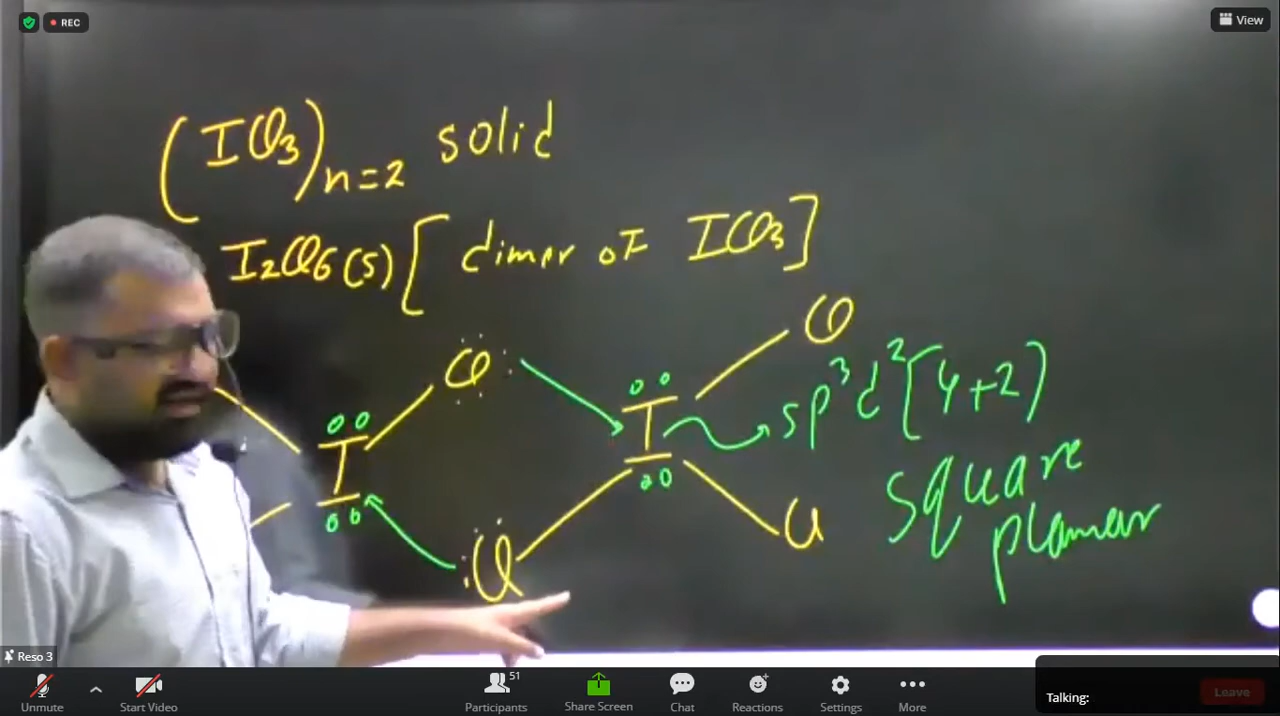 REC
View
(ICl₃)n=2 solid
I₂Cl₆(s) [dimer of ICl₃]
Cl Cl
I I sp³d² [4+2)
square
planar
Cl Cl
Reso 3
Talking:
Leave
51
Unmute Start Video Participants Share Screen Chat Reactions Settings More